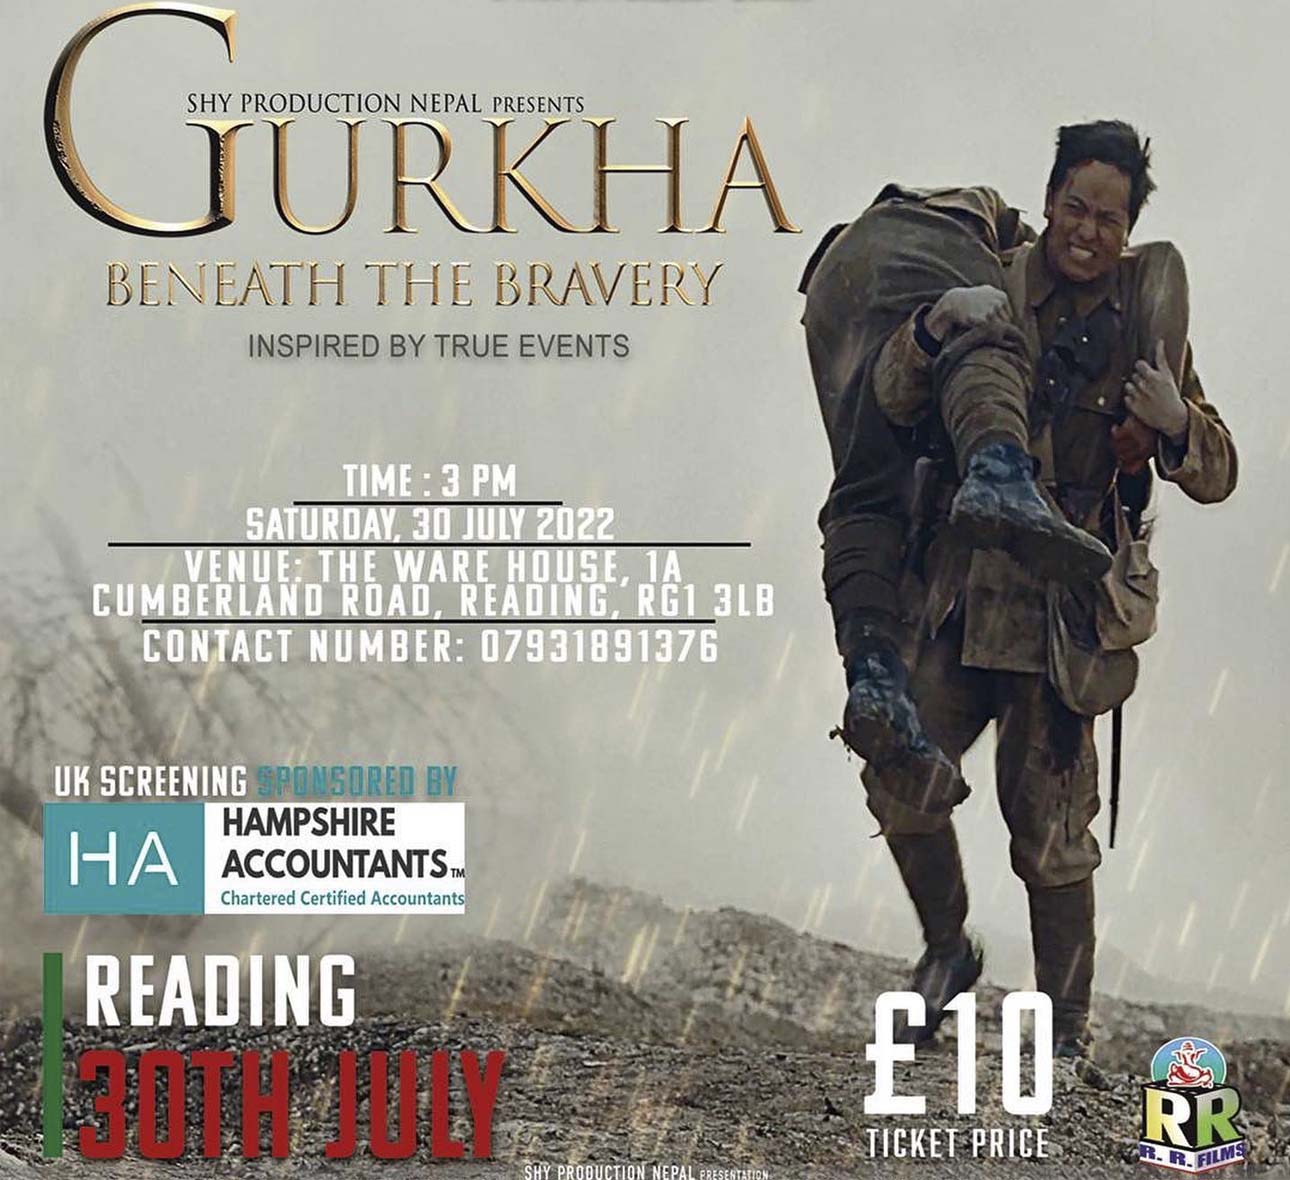 SHY PRODUCTION NEPAL PRESENTS
GURKHA
BENEATH THE BRAVERY
INSPIRED BY TRUE EVENTS
TIME : 3 PM
SATURDAY, 30 JULY 2022
VENUE: THE WARE HOUSE, 1A
CUMBERLAND ROAD, READING, RG1 3LB
CONTACT NUMBER: 07931891376
UK SCREENING SPONSORED BY
HA
HAMPSHIRE
ACCOUNTANTS™
Chartered Certified Accountants
READING
30TH JULY
£10
TICKET PRICE
RR
R. R. FILMS
SHY PRODUCTION NEPAL PRESENTATION